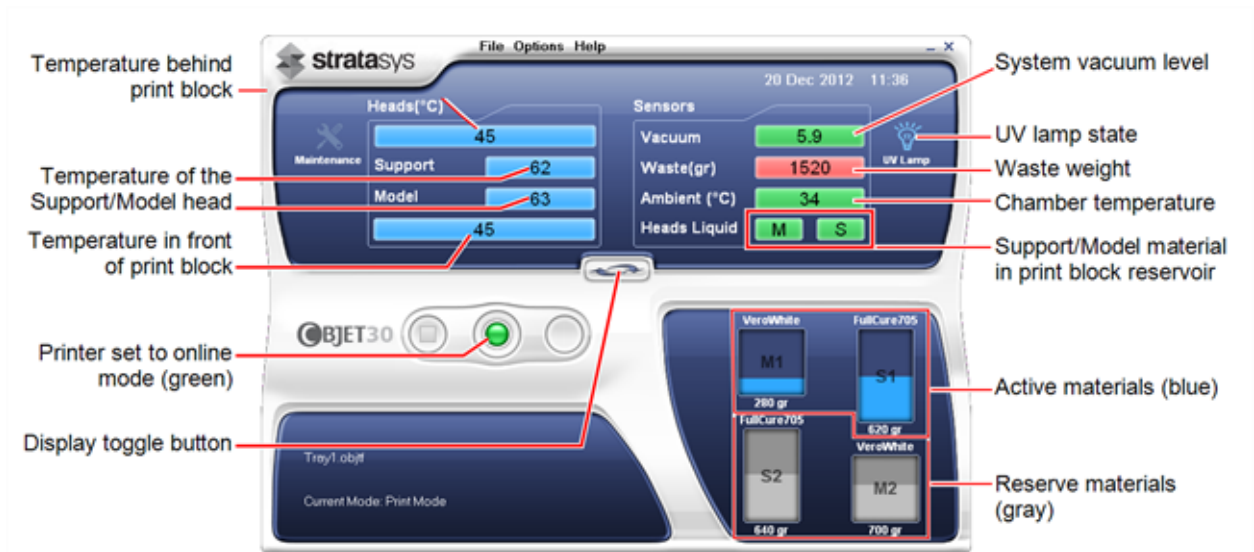 Temperature behind
print block
Temperature of the
Support/Model head
Temperature in front
of print block
Printer set to online
mode (green)
Display toggle button
stratasys
File Options Help
20 Dec 2012 11:36
Heads(°C)
45
Maintenance
Support 62
Model 63
45
Sensors
Vacuum 5.9
Waste(gr) 1520
Ambient (°C) 34
Heads Liquid M S
UV Lamp
OBJET30
Tray1.objtf
Current Mode: Print Mode
VeroWhite
M1
280 gr
FullCure705
S1
620 gr
FullCure705
S2
640 gr
VeroWhite
M2
700 gr
System vacuum level
UV lamp state
Waste weight
Chamber temperature
Support/Model material
in print block reservoir
Active materials (blue)
Reserve materials
(gray)